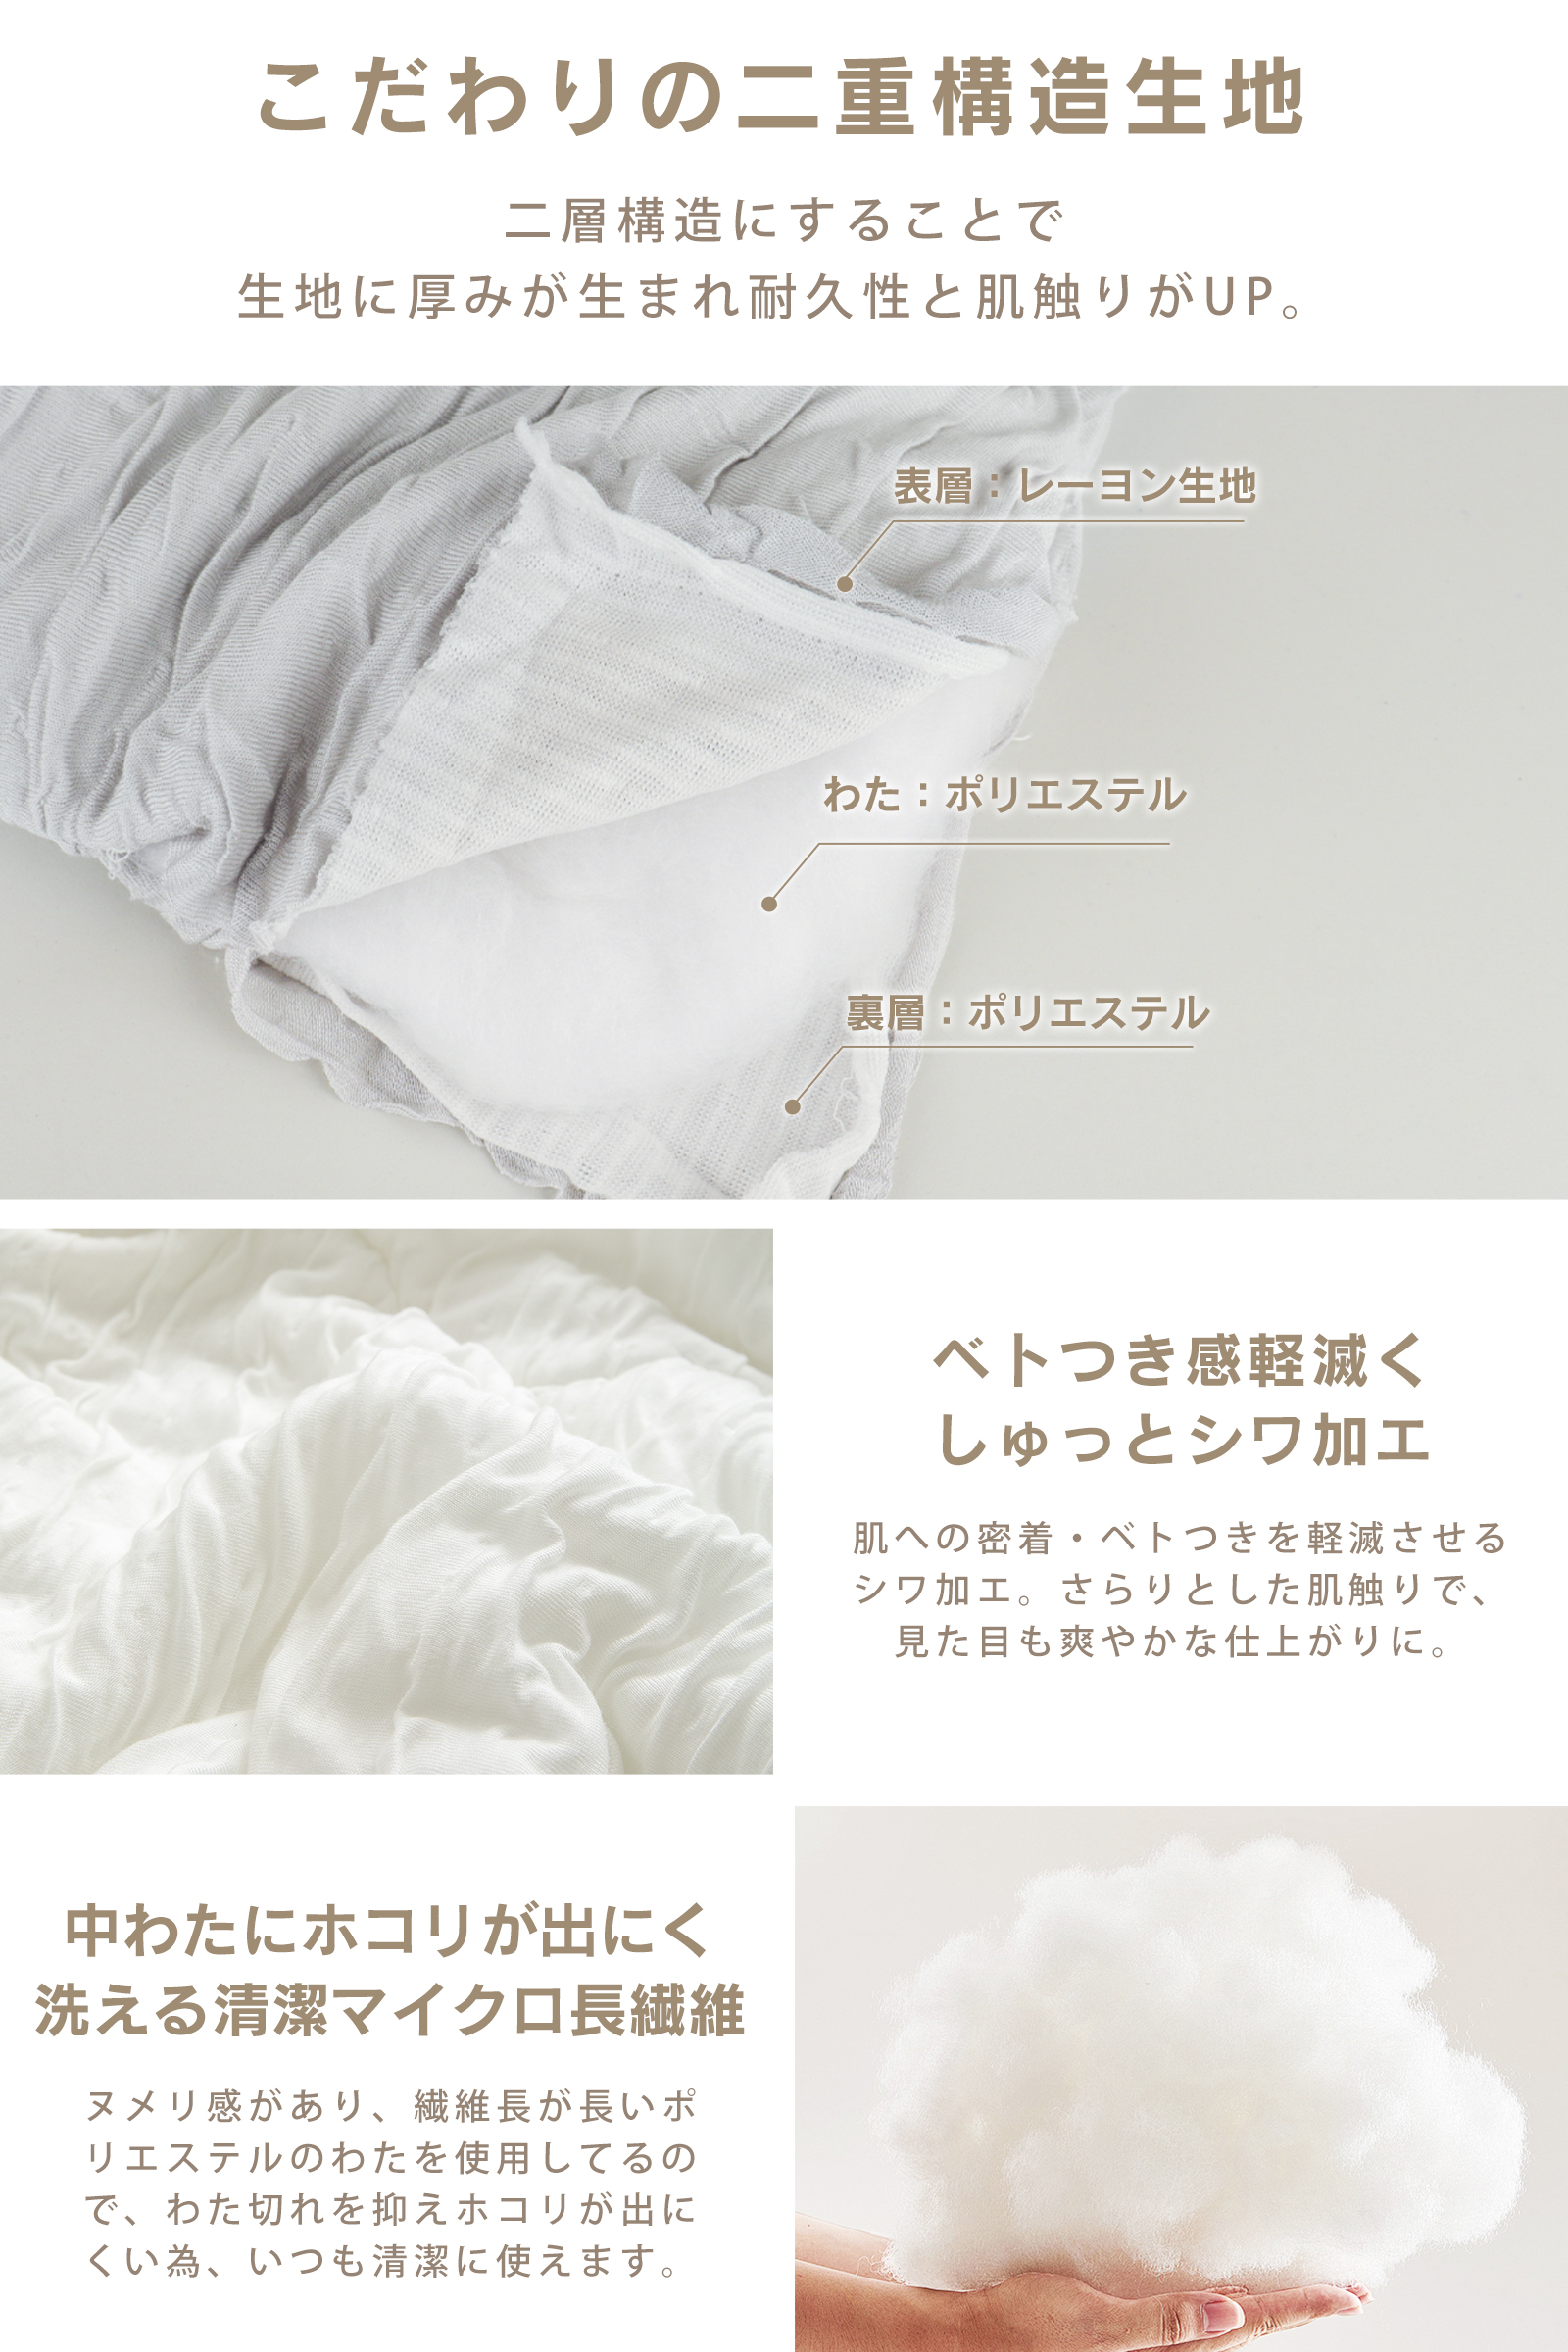 こだわりの二重構造生地
二層構造にすることで
生地に厚みが生まれ耐久性と肌触りがUP。
表層：レーヨン生地
わた：ポリエステル
裏層：ポリエステル
ベトつき感軽減く
しゅっとシワ加工
肌への密着・ベトつきを軽減させる
シワ加工。さらりとした肌触りで、
見た目も爽やかな仕上がりに。
中わたにホコリが出にく
洗える清潔マイクロ長繊維
ヌメリ感があり、繊維長が長いポ
リエステルのわたを使用してるの
で、わた切れを抑えホコリが出に
くい為、いつも清潔に使えます。